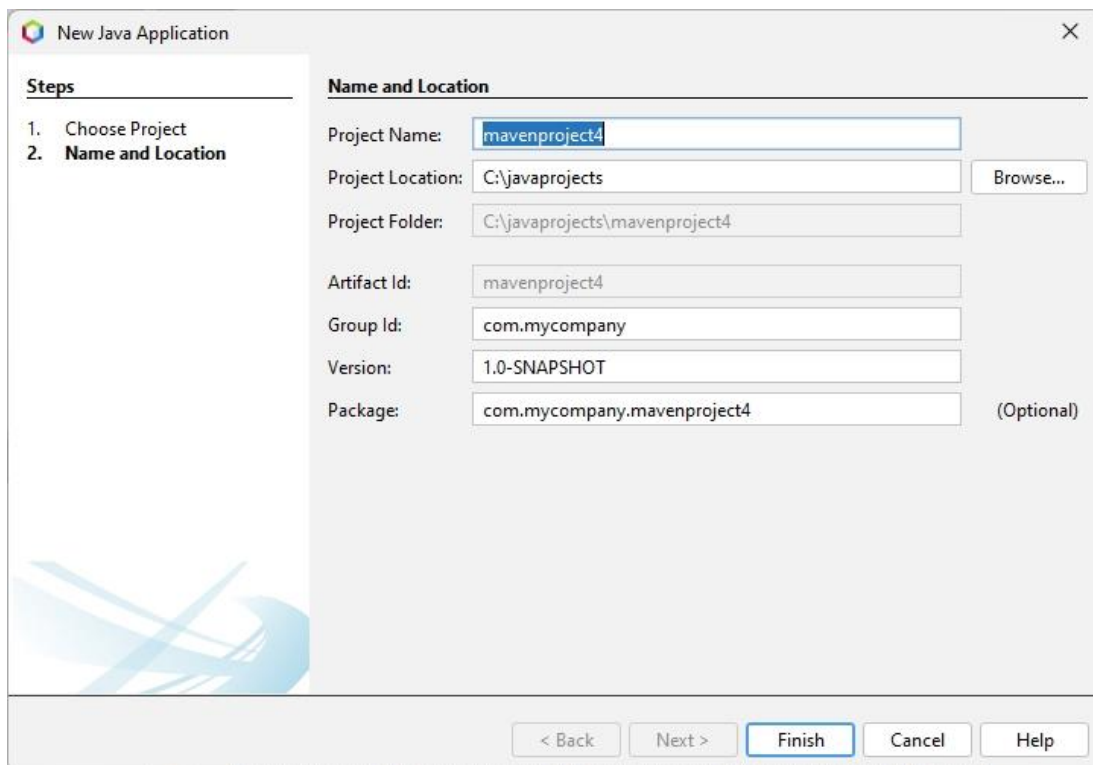 New Java Application
Steps
1. Choose Project
2. Name and Location
Name and Location
Project Name: mavenproject4
Project Location: C:\javaprojects Browse...
Project Folder: C:\javaprojects\mavenproject4
Artifact Id: mavenproject4
Group Id: com.mycompany
Version: 1.0-SNAPSHOT
Package: com.mycompany.mavenproject4 (Optional)
< Back Next > Finish Cancel Help